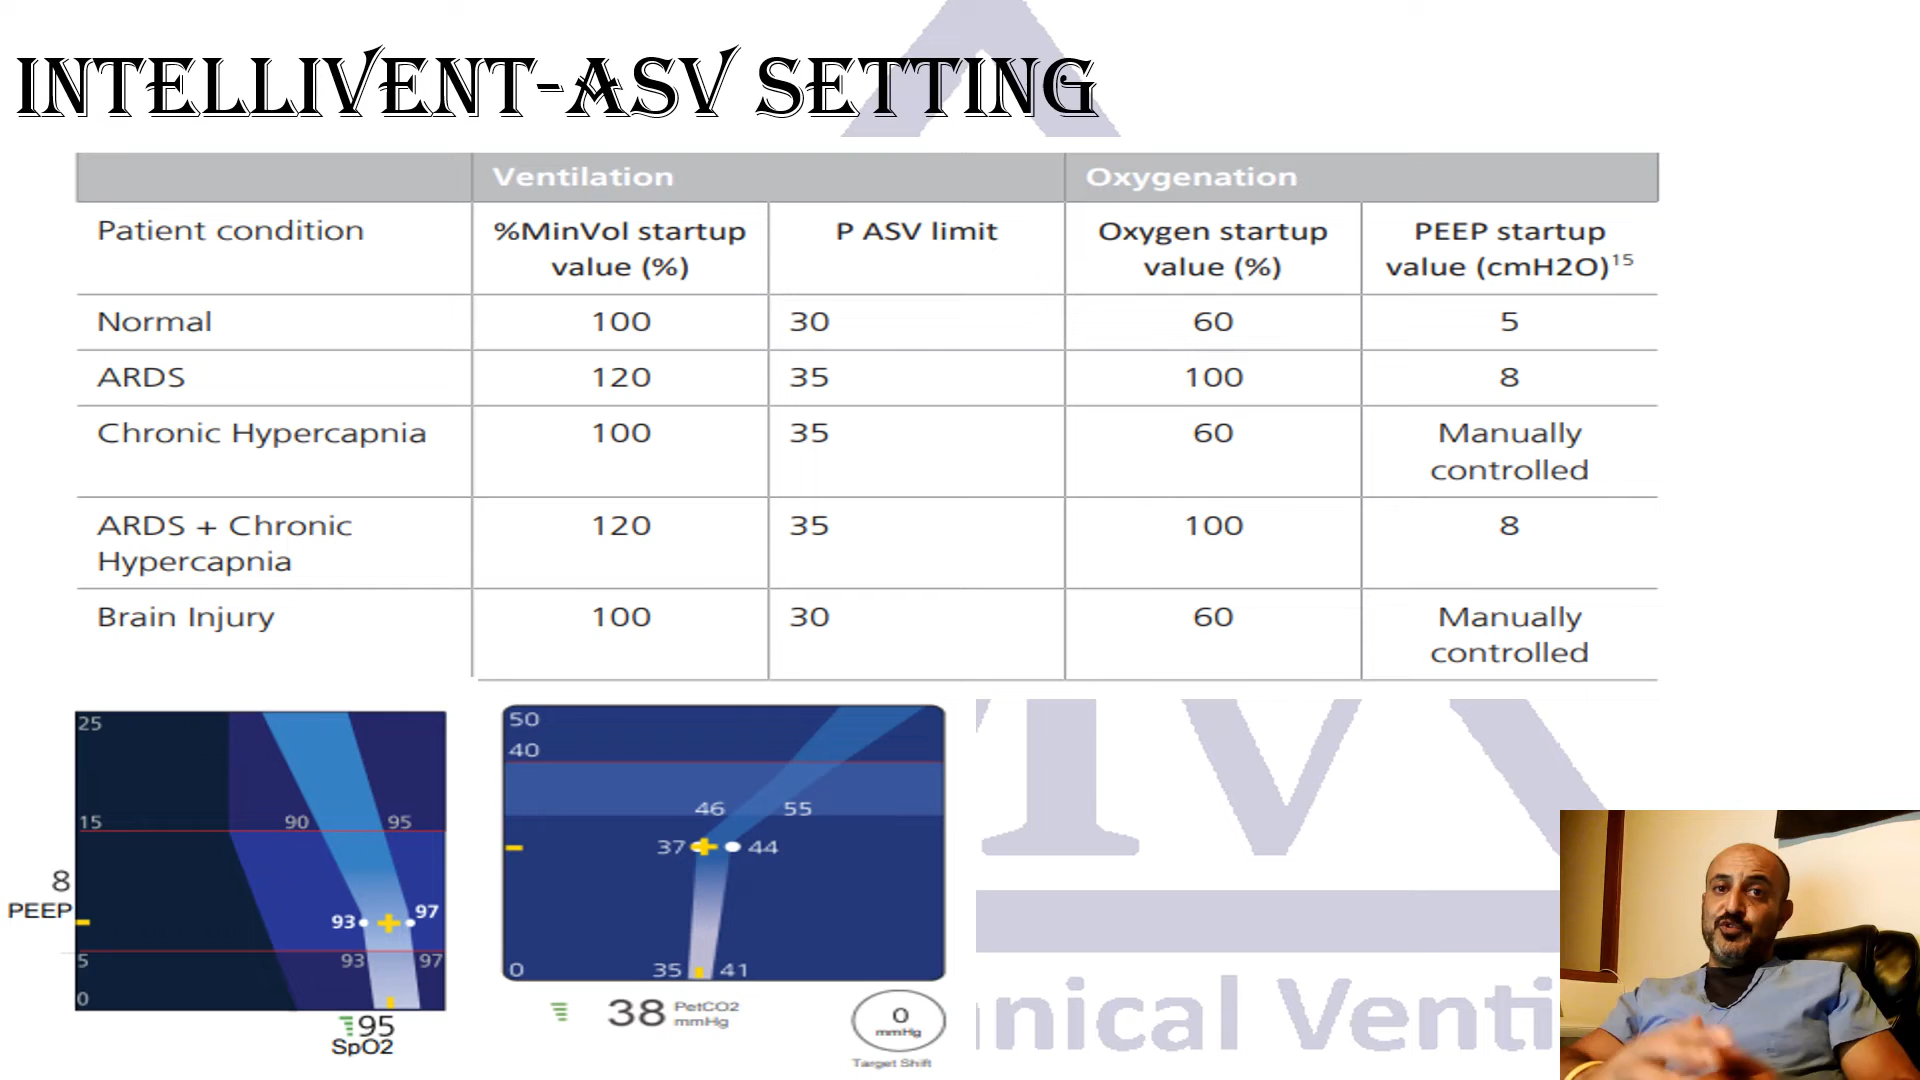 INTELLIVENT-ASV SETTING
Ventilation Oxygenation
Patient condition %MinVol startup value (%) P ASV limit Oxygen startup value (%) PEEP startup value (cmH2O)15
Normal 100 30 60 5
ARDS 120 35 100 8
Chronic Hypercapnia 100 35 60 Manually controlled
ARDS + Chronic Hypercapnia 120 35 100 8
Brain Injury 100 30 60 Manually controlled
25
15 90 95
8
PEEP
93 97
5 93 97
0
95
SpO2
50
40
46 55
37 44
0 35 41
38 PetCO2 mmHg
0
mmHg
Target Shift
MV
nical Venti